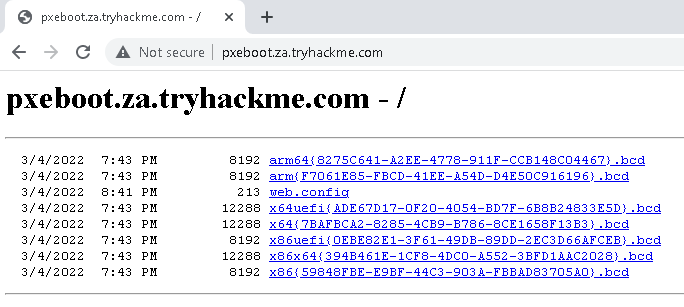 pxeboot.za.tryhackme.com - /
Not secure pxeboot.za.tryhackme.com
pxeboot.za.tryhackme.com - /
3/4/2022 7:43 PM 8192 arm64{8275C641-A2EE-4778-911F-CCB148C04467}.bcd
3/4/2022 7:43 PM 8192 arm{F7061E85-FBCD-41EE-A54D-D4E50C916196}.bcd
3/4/2022 8:41 PM 213 web.config
3/4/2022 7:43 PM 12288 x64uefi{ADE67D17-0F20-4054-BD7F-6B8B24833E5D}.bcd
3/4/2022 7:43 PM 12288 x64{7BAFBCA2-8285-4CB9-B786-8CE1658F13B3}.bcd
3/4/2022 7:43 PM 8192 x86uefi{0EBE82E1-3F61-49DB-89DD-2EC3D66AFCEB}.bcd
3/4/2022 7:43 PM 12288 x86x64{394B461E-1CF8-4DC0-A552-3BFD1AAC2028}.bcd
3/4/2022 7:43 PM 8192 x86{59848FBE-E9BF-44C3-903A-FBBAD83705A0}.bcd